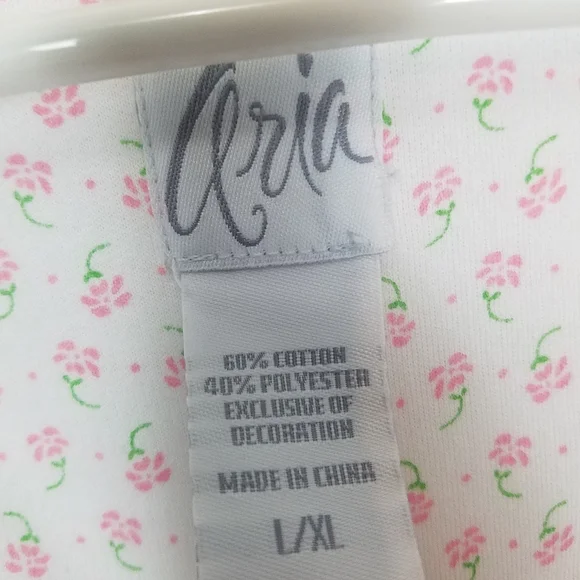 aria
60% COTTON
40% POLYESTER
EXCLUSIVE OF
DECORATION
MADE IN CHINA
L/XL